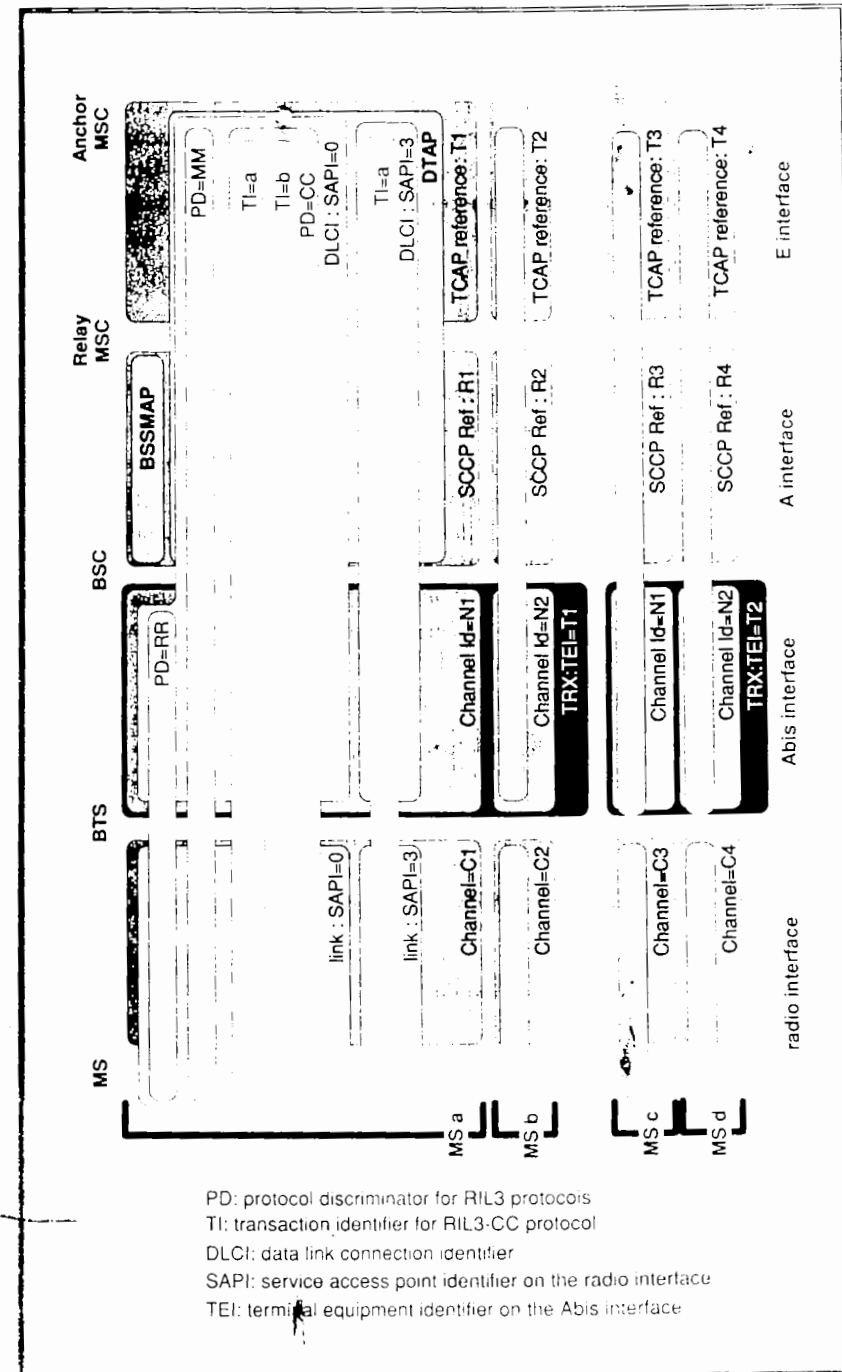 MS
BTS
BSC
Relay
MSC
Anchor
MSC
PD=RR
BSSMAP
PD=MM
TI=a
TI=b
PD=CC
link : SAPI=0
DLCI : SAPI=0
TI=a
link : SAPI=3
DLCI : SAPI=3
DTAP
MS a
Channel=C1
Channel Id=N1
SCCP Ref : R1
TCAP reference: T1
MS b
Channel=C2
Channel Id=N2
SCCP Ref : R2
TCAP reference: T2
TRX:TEI=T1
MS c
Channel=C3
Channel Id=N1
SCCP Ref : R3
TCAP reference: T3
MS d
Channel=C4
Channel Id=N2
SCCP Ref : R4
TCAP reference: T4
TRX:TEI=T2
radio interface
Abis interface
A interface
E interface
PD: protocol discriminator for RIL3 protocols
TI: transaction identifier for RIL3-CC protocol
DLCI: data link connection identifier
SAPI: service access point identifier on the radio interface
TEI: terminal equipment identifier on the Abis interface